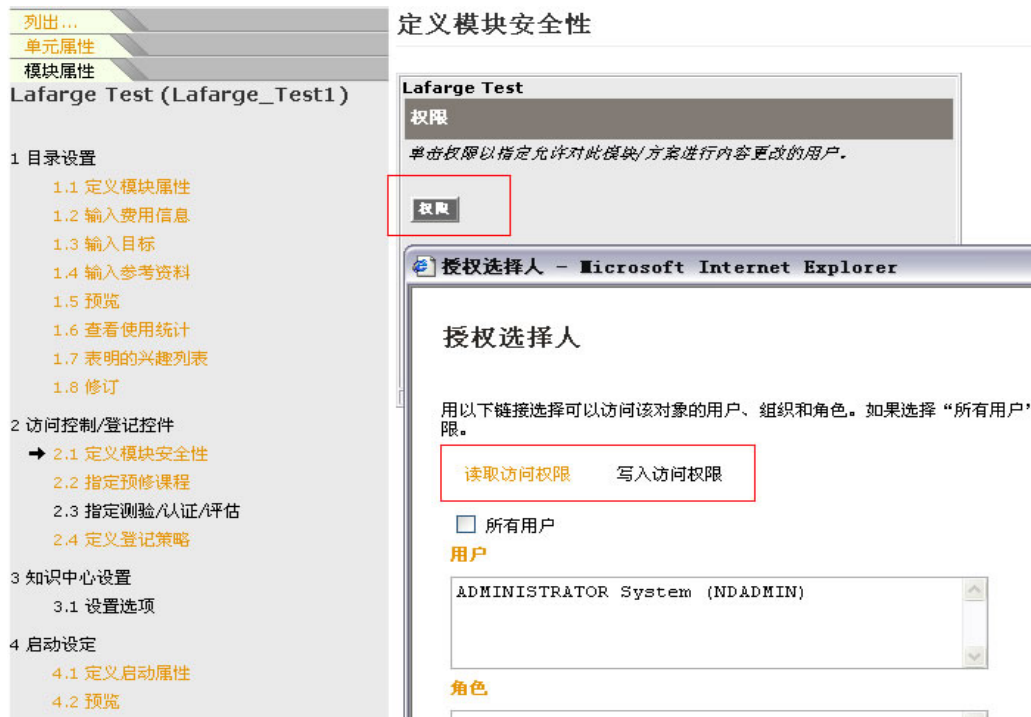 列出...
单元属性
模块属性
Lafarge Test (Lafarge_Test1)
1 目录设置
1.1 定义模块属性
1.2 输入费用信息
1.3 输入目标
1.4 输入参考资料
1.5 预览
1.6 查看使用统计
1.7 表明的兴趣列表
1.8 修订
2 访问控制/登记控件
2.1 定义模块安全性
2.2 指定预修课程
2.3 指定测验/认证/评估
2.4 定义登记策略
3 知识中心设置
3.1 设置选项
4 启动设定
4.1 定义启动属性
4.2 预览
定义模块安全性
Lafarge Test
权限
单击权限以指定允许对此模块/方案进行内容更改的用户。
权限
授权选择人 - Microsoft Internet Explorer
授权选择人
用以下链接选择可以访问该对象的用户、组织和角色。如果选择“所有用户”
限。
读取访问权限 写入访问权限
所有用户
用户
ADMINISTRATOR System (NDADMIN)
角色